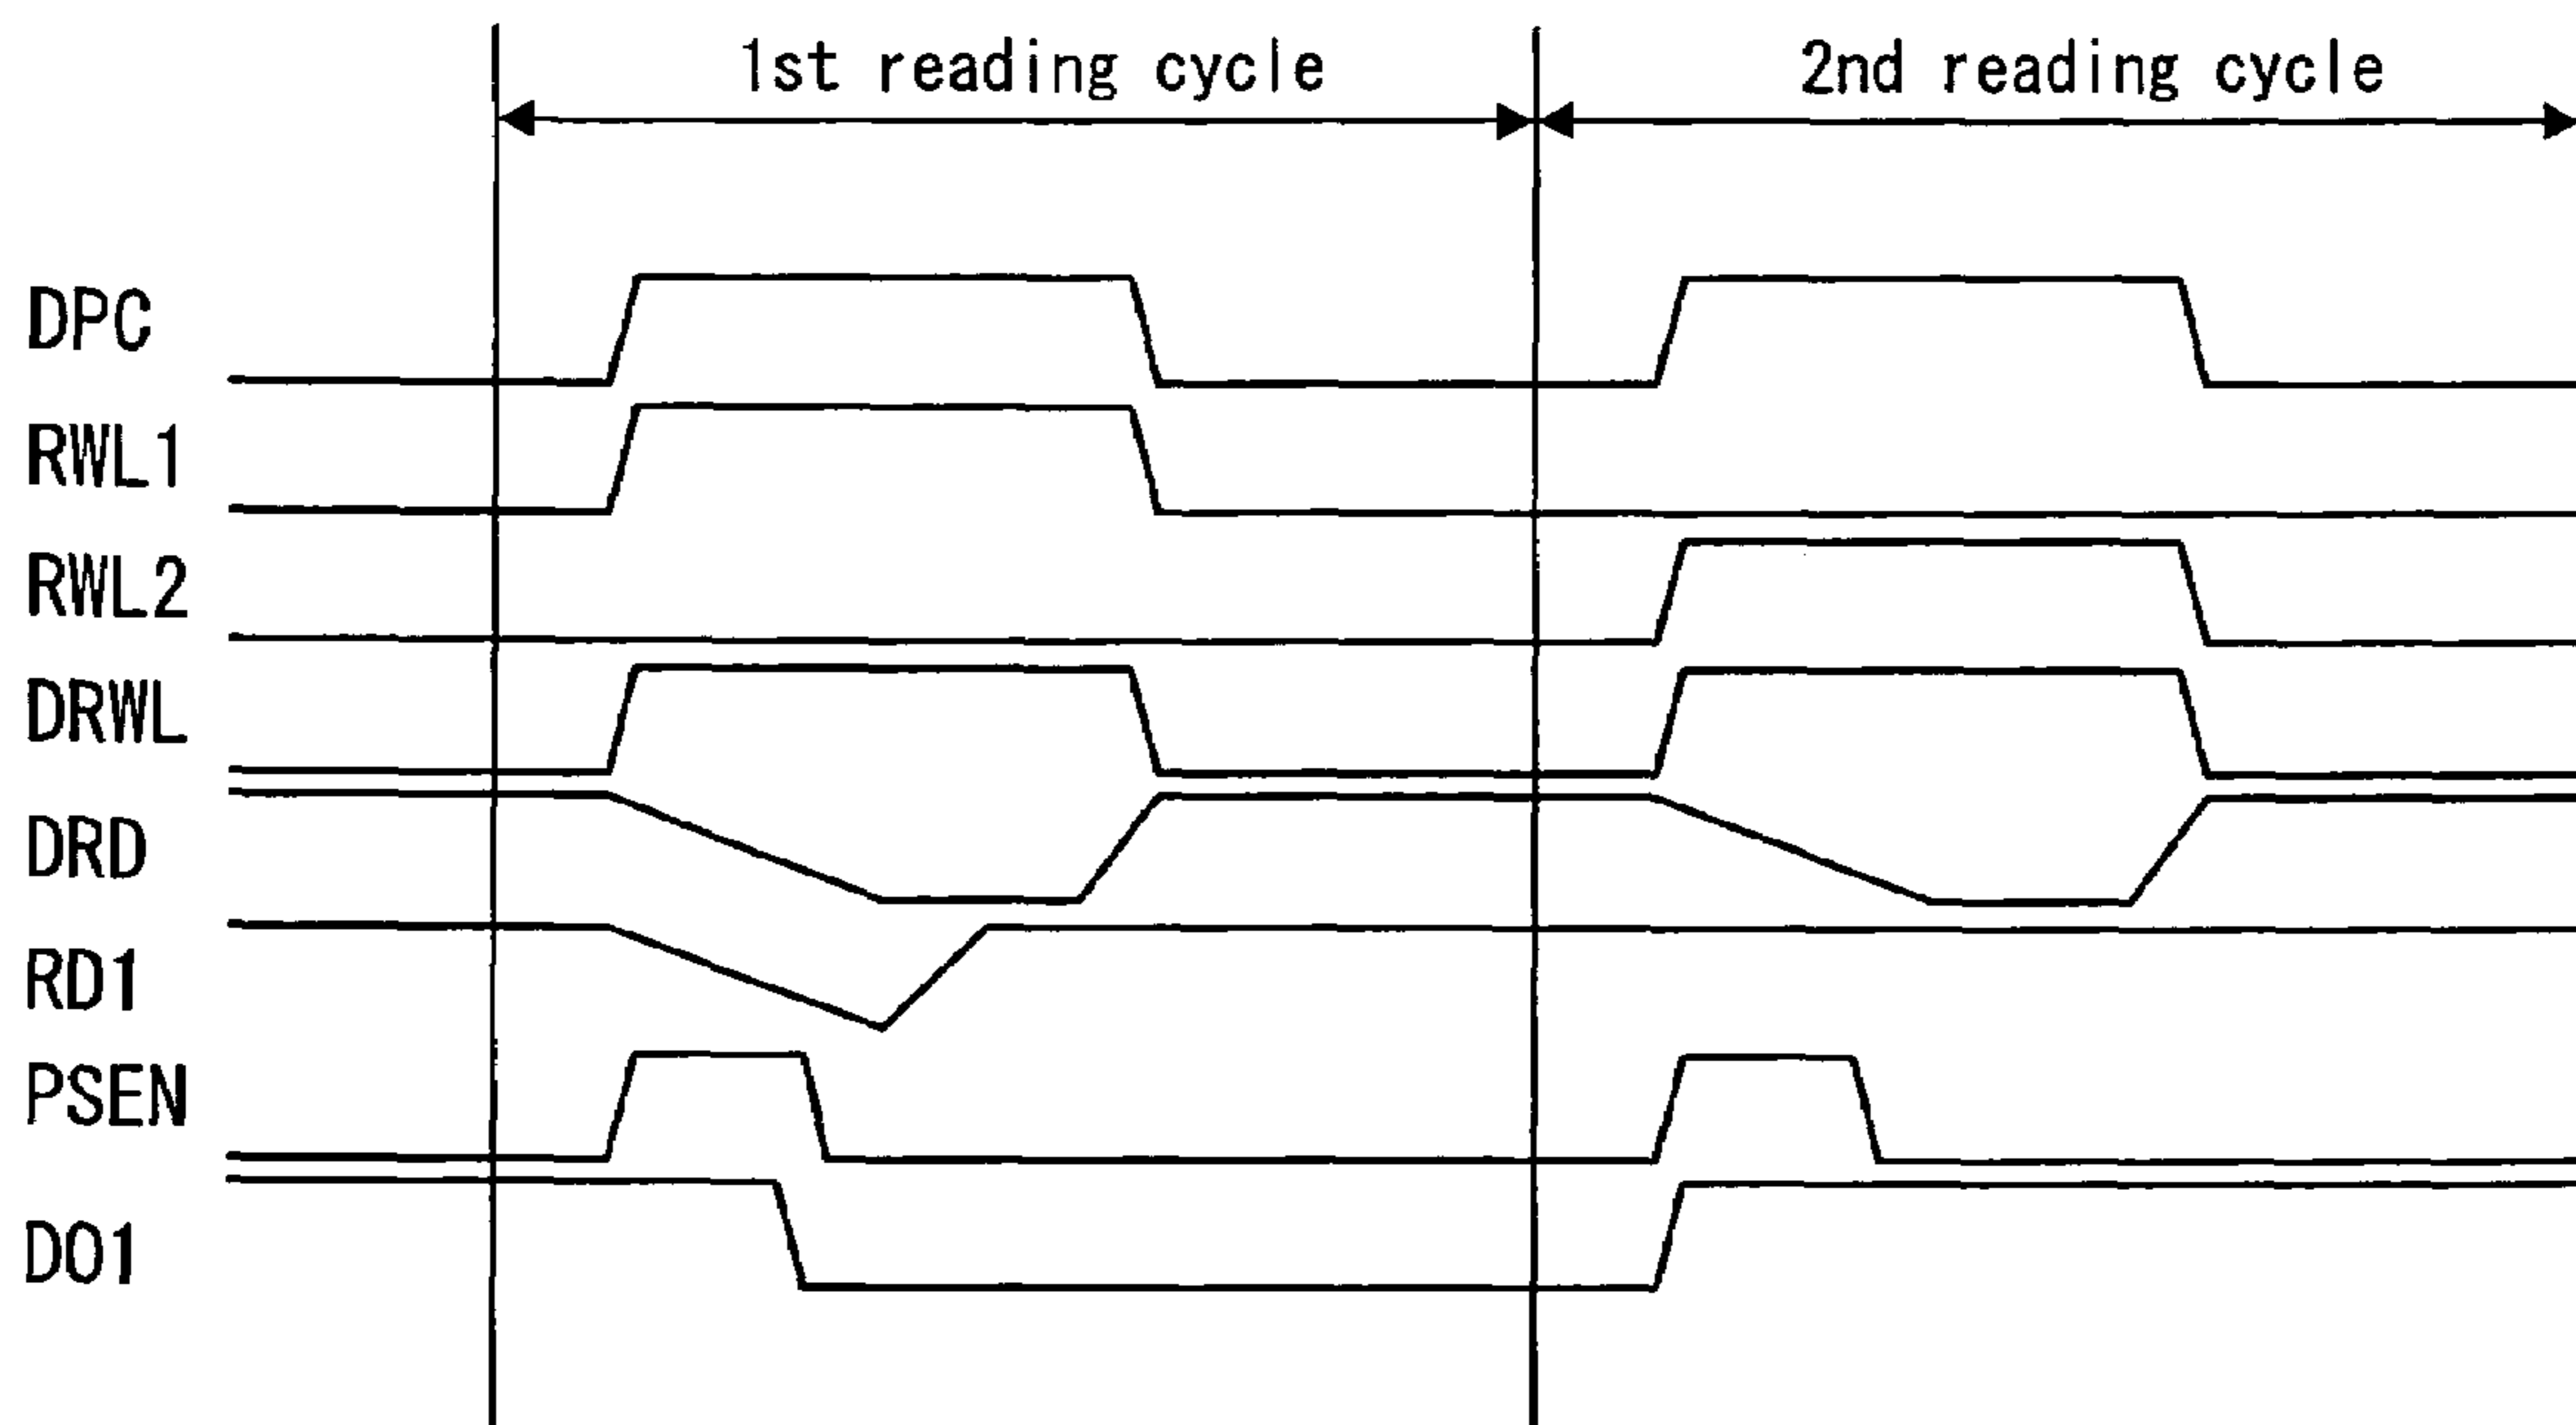 1st reading cycle
2nd reading cycle
DPC
RWL1
RWL2
DRWL
DRD
RD1
PSEN
DO1